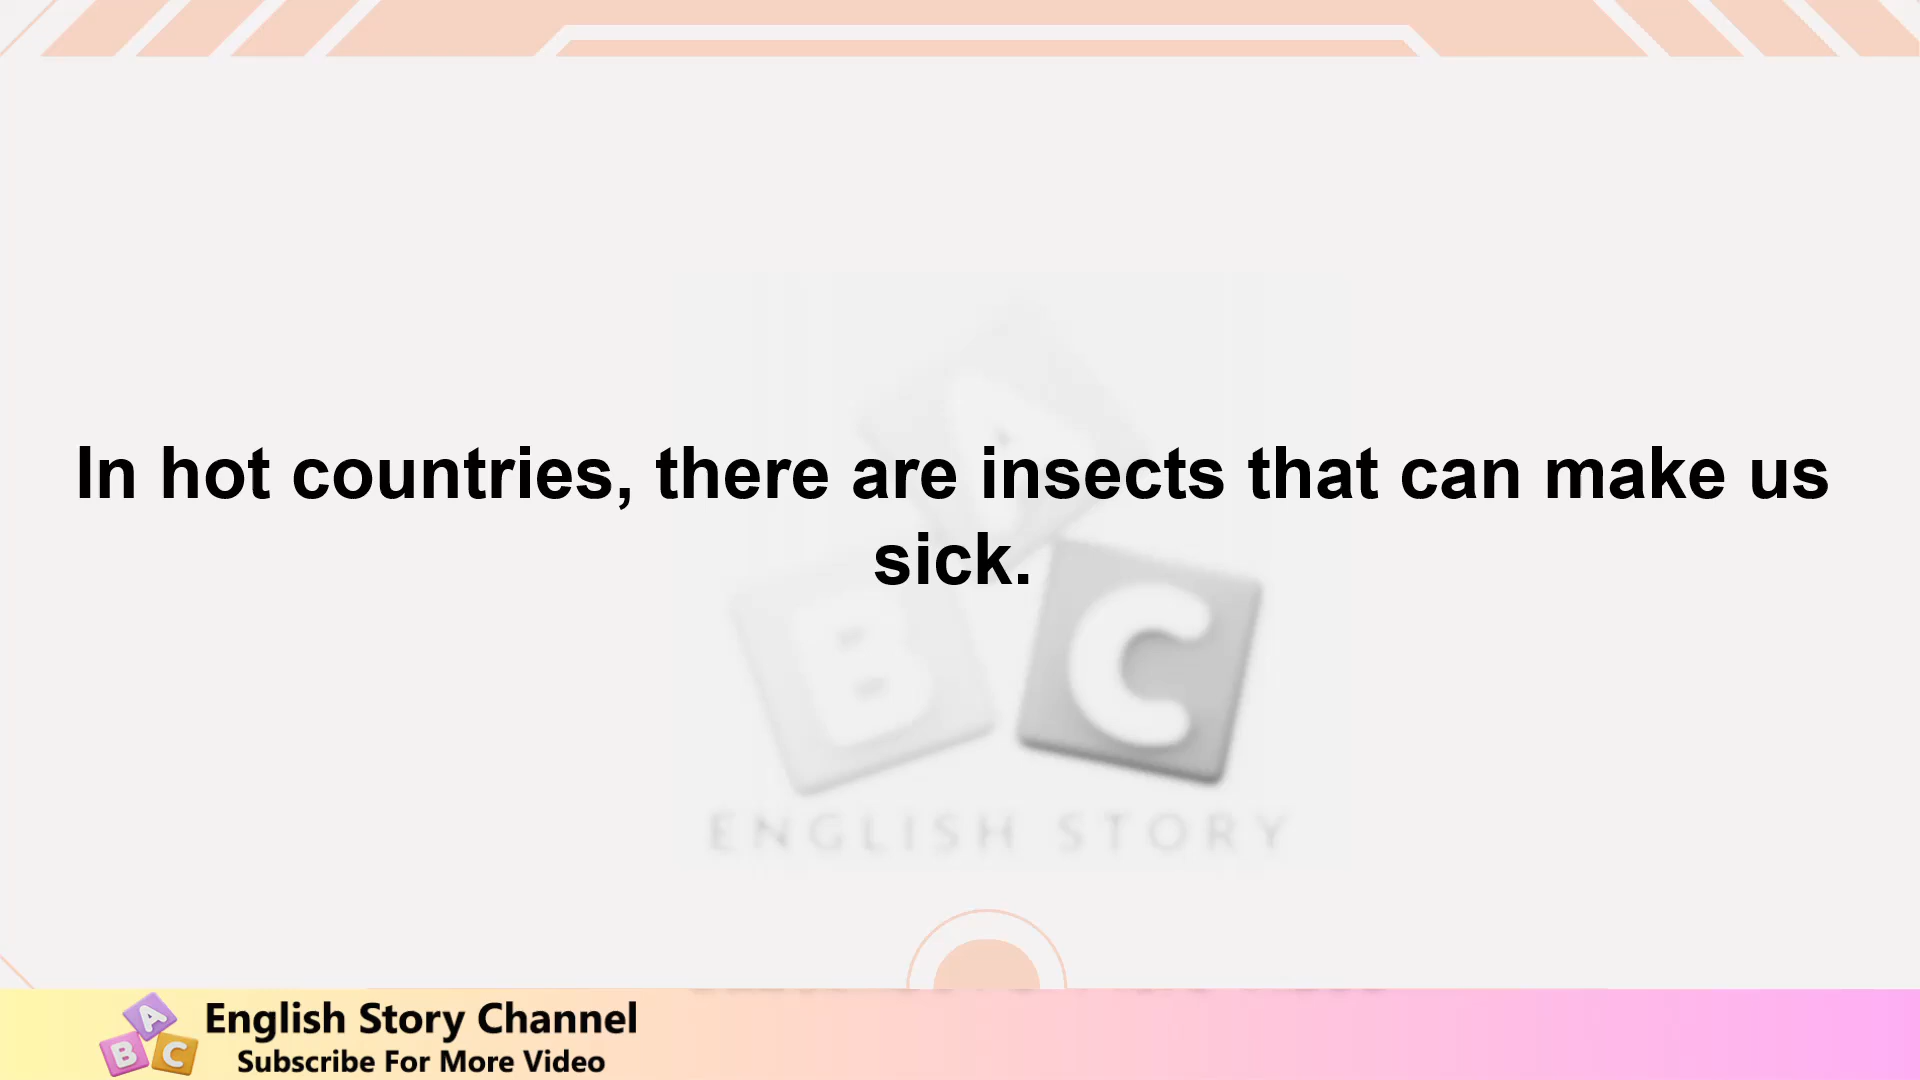 In hot countries, there are insects that can make us
sick.
A
B C
ENGLISH STORY
A
B C
English Story Channel
Subscribe For More Video